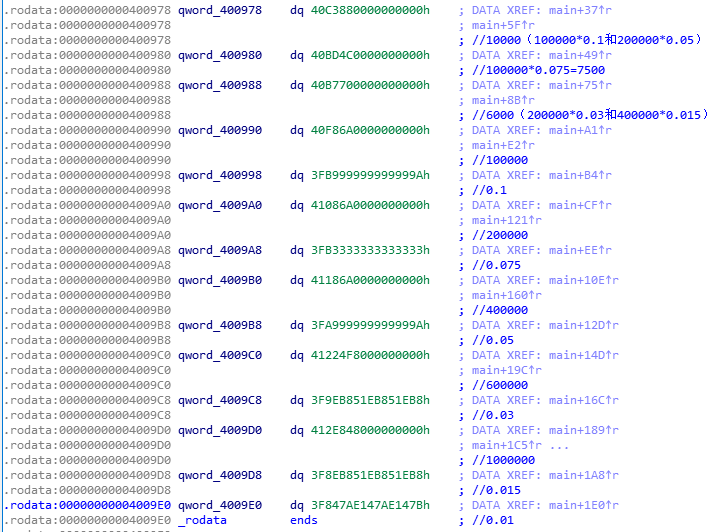 .rodata:0000000000400978 qword_400978 dq 40C3880000000000h ; DATA XREF: main+37↑r
.rodata:0000000000400978 ; main+5F↑r
.rodata:0000000000400978 ; //10000（100000*0.1和200000*0.05）
.rodata:0000000000400980 qword_400980 dq 40BD4C0000000000h ; DATA XREF: main+49↑r
.rodata:0000000000400980 ; //100000*0.075=7500
.rodata:0000000000400988 qword_400988 dq 40B7700000000000h ; DATA XREF: main+75↑r
.rodata:0000000000400988 ; main+8B↑r
.rodata:0000000000400988 ; //6000（200000*0.03和400000*0.015）
.rodata:0000000000400990 qword_400990 dq 40F86A0000000000h ; DATA XREF: main+A1↑r
.rodata:0000000000400990 ; main+E2↑r
.rodata:0000000000400990 ; //100000
.rodata:0000000000400998 qword_400998 dq 3FB999999999999Ah ; DATA XREF: main+B4↑r
.rodata:0000000000400998 ; //0.1
.rodata:00000000004009A0 qword_4009A0 dq 41086A0000000000h ; DATA XREF: main+CF↑r
.rodata:00000000004009A0 ; main+121↑r
.rodata:00000000004009A0 ; //200000
.rodata:00000000004009A8 qword_4009A8 dq 3FB3333333333333h ; DATA XREF: main+EE↑r
.rodata:00000000004009A8 ; //0.075
.rodata:00000000004009B0 qword_4009B0 dq 41186A0000000000h ; DATA XREF: main+10E↑r
.rodata:00000000004009B0 ; main+160↑r
.rodata:00000000004009B0 ; //400000
.rodata:00000000004009B8 qword_4009B8 dq 3FA999999999999Ah ; DATA XREF: main+12D↑r
.rodata:00000000004009B8 ; //0.05
.rodata:00000000004009C0 qword_4009C0 dq 41224F8000000000h ; DATA XREF: main+14D↑r
.rodata:00000000004009C0 ; main+19C↑r
.rodata:00000000004009C0 ; //600000
.rodata:00000000004009C8 qword_4009C8 dq 3F9EB851EB851EB8h ; DATA XREF: main+16C↑r
.rodata:00000000004009C8 ; //0.03
.rodata:00000000004009D0 qword_4009D0 dq 412E848000000000h ; DATA XREF: main+189↑r
.rodata:00000000004009D0 ; main+1C5↑r ...
.rodata:00000000004009D0 ; //1000000
.rodata:00000000004009D8 qword_4009D8 dq 3F8EB851EB851EB8h ; DATA XREF: main+1A8↑r
.rodata:00000000004009D8 ; //0.015
.rodata:00000000004009E0 qword_4009E0 dq 3F847AE147AE147Bh ; DATA XREF: main+1E0↑r
.rodata:00000000004009E0 _rodata ends ; //0.01